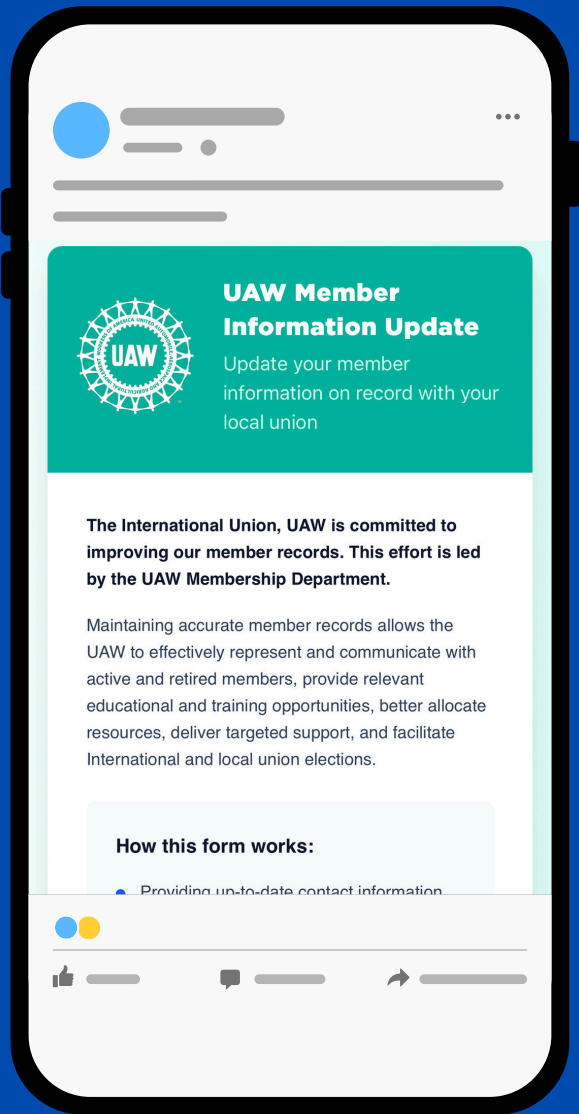 UAW Member
Information Update
Update your member
information on record with your
local union
UAW
The International Union, UAW is committed to
improving our member records. This effort is led
by the UAW Membership Department.
Maintaining accurate member records allows the
UAW to effectively represent and communicate with
active and retired members, provide relevant
educational and training opportunities, better allocate
resources, deliver targeted support, and facilitate
International and local union elections.
How this form works:
Providing up-to-date contact information